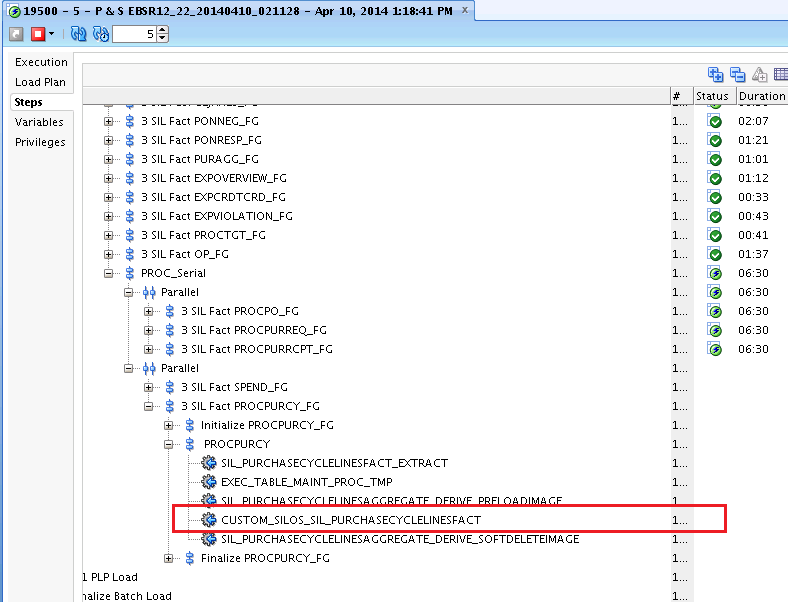 19500 - 5 - P & S EBSR12_22_20140410_021128 - Apr 10, 2014 1:18:41 PM
5
Execution
Load Plan
Steps
Variables
Privileges
# Status Duration
3 SIL Fact PONNEG_FG 1... 02:07
3 SIL Fact PONRESP_FG 1... 01:21
3 SIL Fact PURAGG_FG 1... 01:01
3 SIL Fact EXPOVERVIEW_FG 1... 01:12
3 SIL Fact EXPCRDTCRD_FG 1... 00:33
3 SIL Fact EXPVIOLATION_FG 1... 00:43
3 SIL Fact PROCTGT_FG 1... 00:41
3 SIL Fact OP_FG 1... 01:37
PROC_Serial 1... 06:30
Parallel 1... 06:30
3 SIL Fact PROCPO_FG 1... 06:30
3 SIL Fact PROCPURREQ_FG 1... 06:30
3 SIL Fact PROCPURRCPT_FG 1... 06:30
Parallel 1...
3 SIL Fact SPEND_FG 1...
3 SIL Fact PROCPURCY_FG 1...
Initialize PROCPURCY_FG 1...
PROCPURCY 1...
SIL_PURCHASECYCLELINESFACT_EXTRACT 1...
EXEC_TABLE_MAINT_PROC_TMP 1...
SIL_PURCHASECYCLELINESAGGREGATE_DERIVE_PRELOADIMAGE 1...
CUSTOM_SILOS_SIL_PURCHASECYCLELINESFACT 1...
SIL_PURCHASECYCLELINESAGGREGATE_DERIVE_SOFTDELETEIMAGE 1...
Finalize PROCPURCY_FG 1...
1 PLP Load 1...
nalize Batch Load 1...